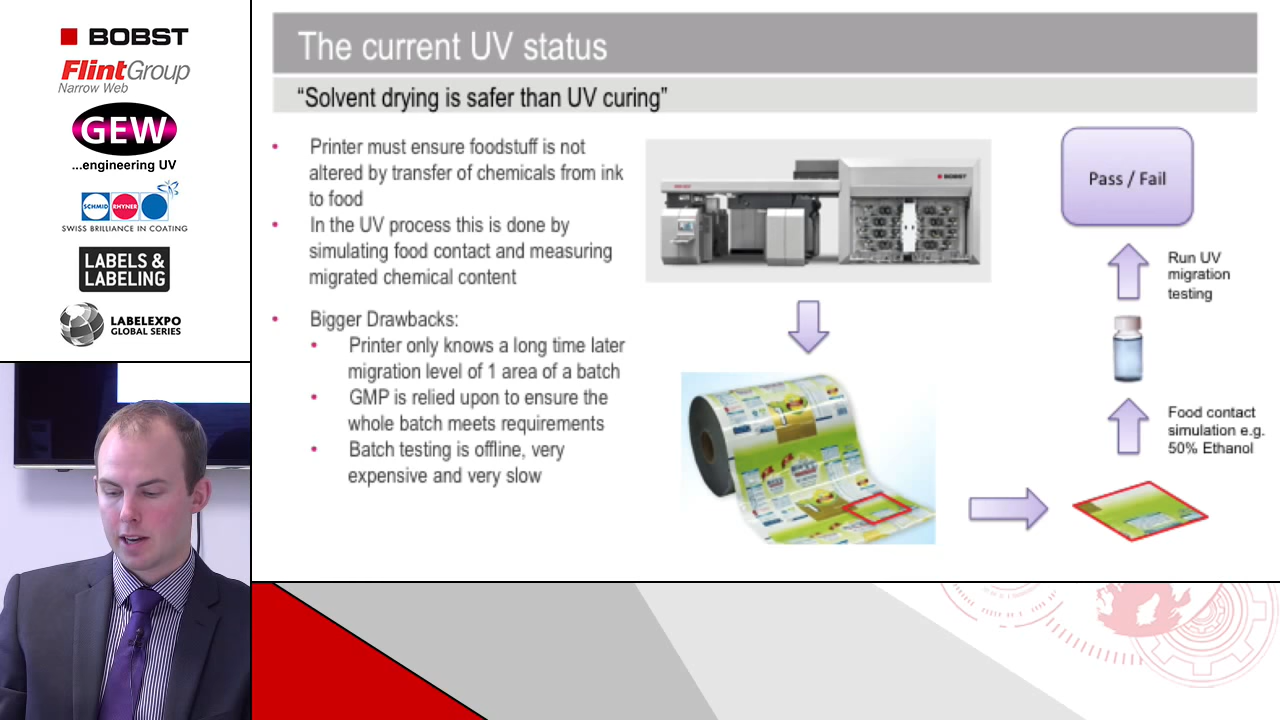 BOBST
FlintGroup
Narrow Web
GEW
...engineering UV
SCHMID RHYNER
SWISS BRILLIANCE IN COATING
LABELS &
LABELING
LABELEXPO
GLOBAL SERIES
The current UV status
“Solvent drying is safer than UV curing”
• Printer must ensure foodstuff is not
altered by transfer of chemicals from ink
to food
• In the UV process this is done by
simulating food contact and measuring
migrated chemical content
• Bigger Drawbacks:
• Printer only knows a long time later
migration level of 1 area of a batch
• GMP is relied upon to ensure the
whole batch meets requirements
• Batch testing is offline, very
expensive and very slow
BOBST
Pass / Fail
Run UV
migration
testing
Food contact
simulation e.g.
50% Ethanol